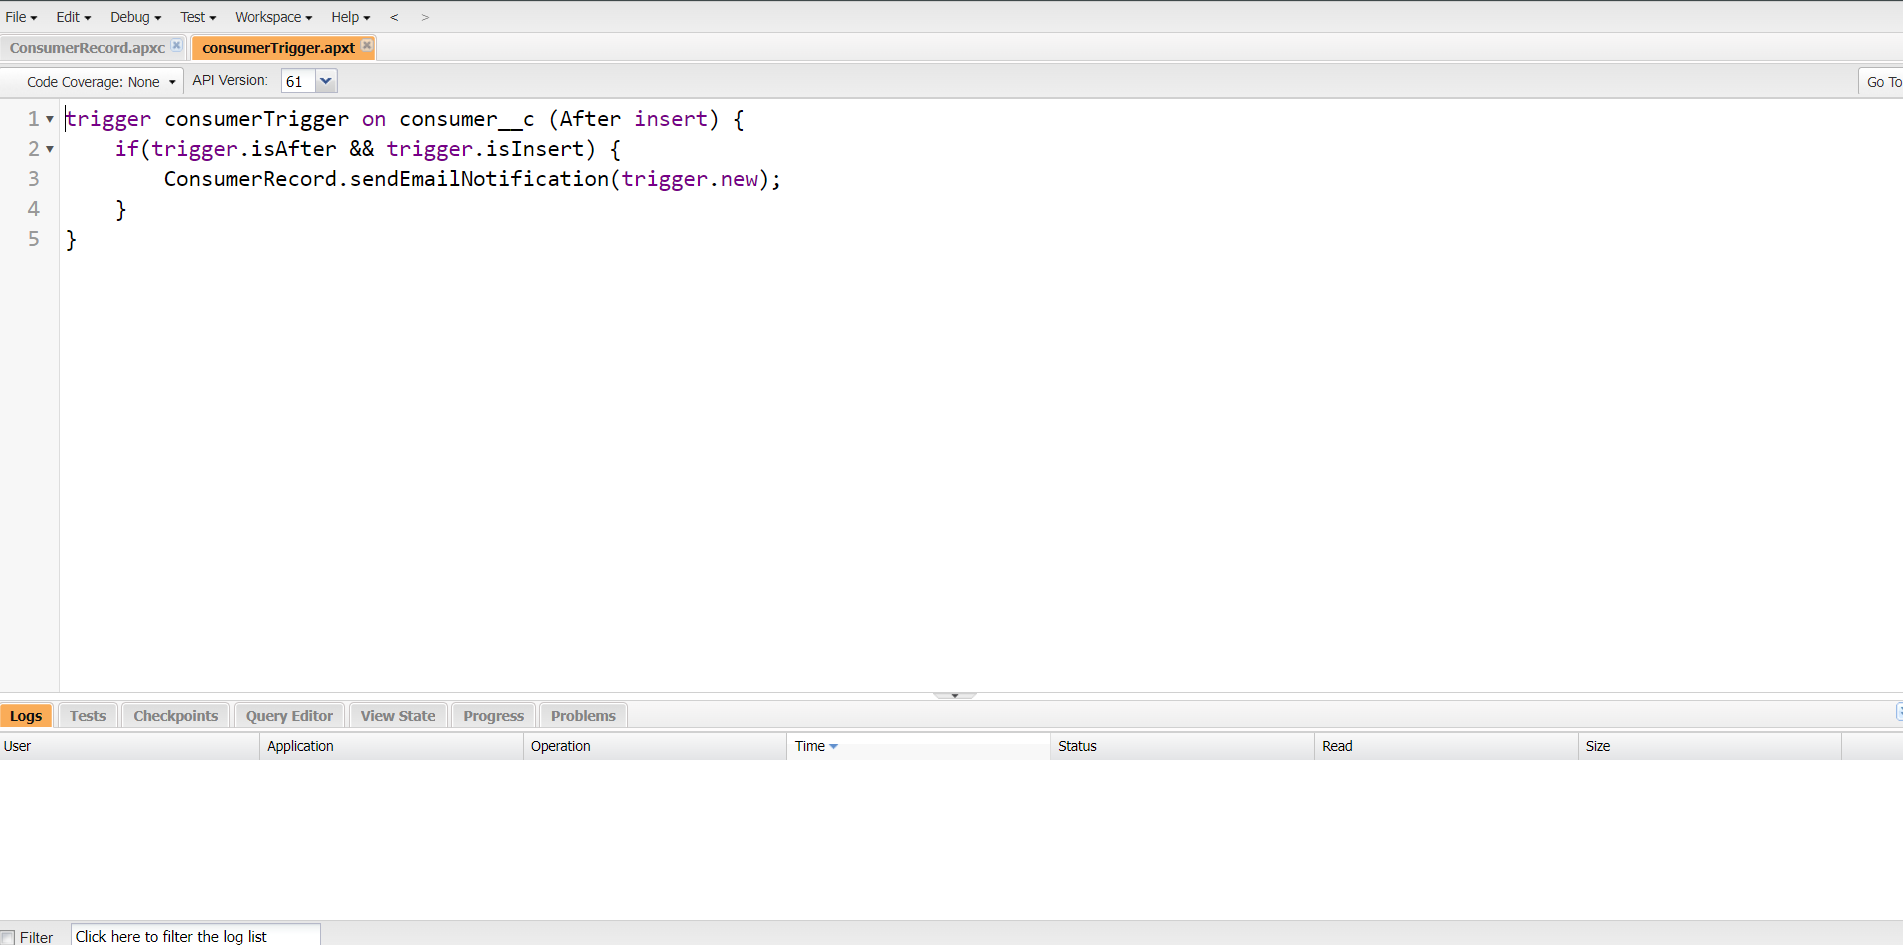 File Edit Debug Test Workspace Help < >
ConsumerRecord.apxc consumerTrigger.apxt
Code Coverage: None API Version: 61 Go To
1 trigger consumerTrigger on consumer__c (After insert) {
2 if(trigger.isAfter && trigger.isInsert) {
3 ConsumerRecord.sendEmailNotification(trigger.new);
4 }
5 }
Logs Tests Checkpoints Query Editor View State Progress Problems
User Application Operation Time Status Read Size
Filter Click here to filter the log list